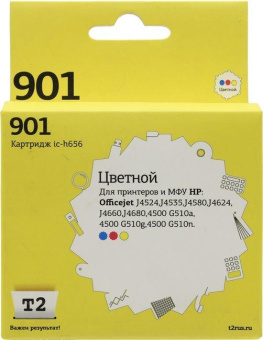 Цветной
901
901
Картридж ic-h656
Цветной
Для принтеров и МФУ HP:
Officejet J4524,J4535,J4580,J4624,
J4660,J4680,4500 G510a,
4500 G510g,4500 G510n.
T2
Важен результат!
t2rus.ru